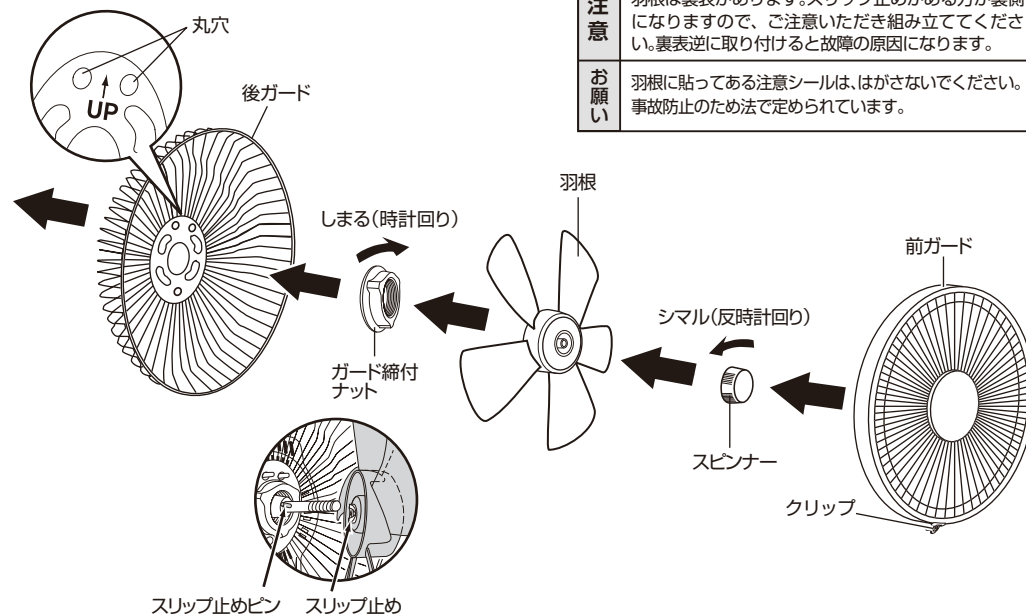 注意
羽根は裏表があります。スリップ止めがある方が裏側
になりますので、ご注意いただき組み立ててくださ
い。裏表逆に取り付けると故障の原因になります。
お願い
羽根に貼ってある注意シールは、はがさないでください。
事故防止のため法で定められています。
丸穴
UP
後ガード
羽根
しまる(時計回り)
前ガード
シマル(反時計回り)
ガード締付
ナット
スピンナー
クリップ
スリップ止めピン
スリップ止め